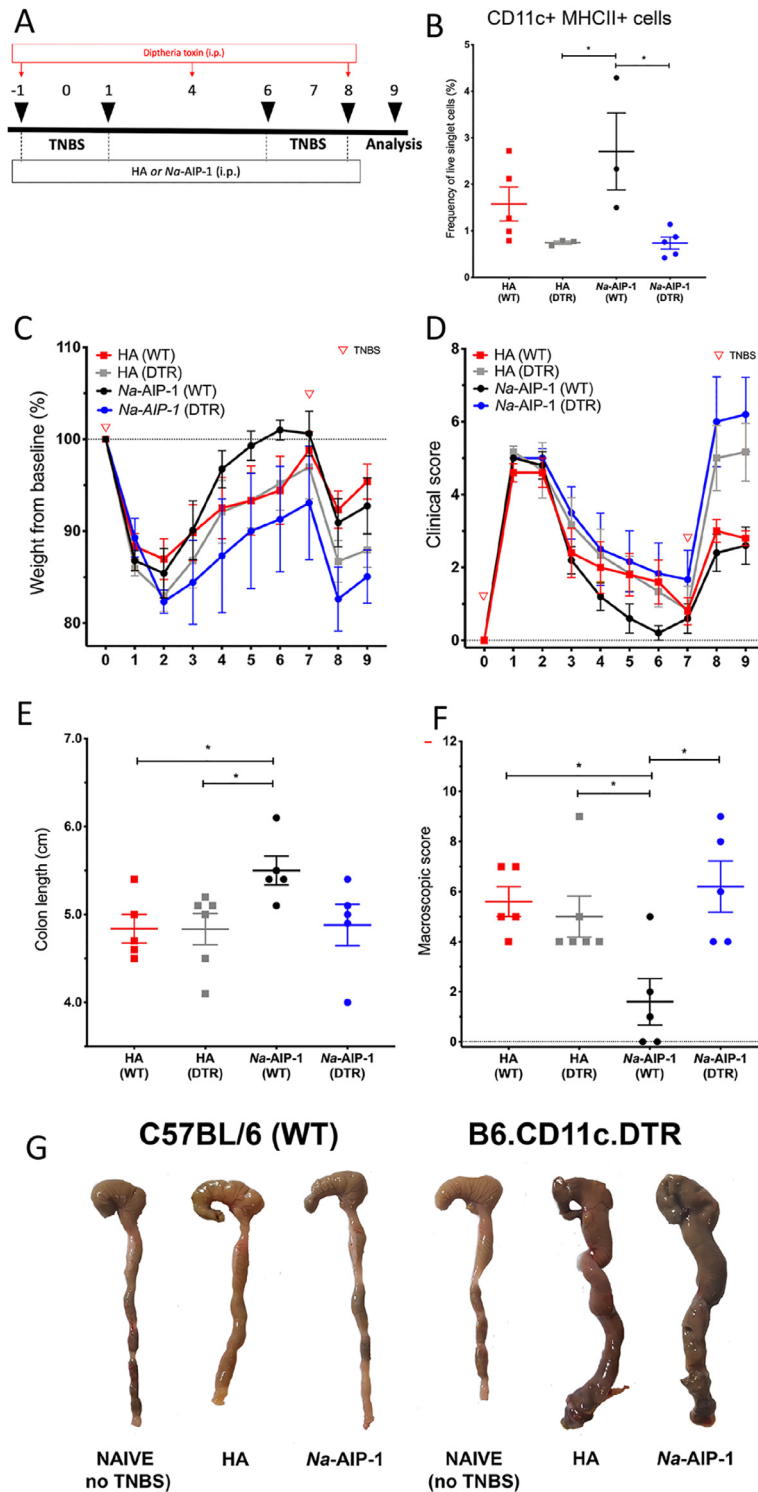 A
Diptheria toxin (i.p.)
-1 0 1 4 6 7 8 9
TNBS TNBS Analysis
HA or Na-AIP-1 (i.p.)
B
CD11c+ MHCII+ cells
Frequency of live singlet cells (%)
5
4
3
2
1
0
* *
HA (WT)
HA (DTR)
Na-AIP-1 (WT)
Na-AIP-1 (DTR)
C
HA (WT)
HA (DTR)
Na-AIP-1 (WT)
Na-AIP-1 (DTR)
TNBS
Weight from baseline (%)
110
100
90
80
0 1 2 3 4 5 6 7 8 9
D
HA (WT)
HA (DTR)
Na-AIP-1 (WT)
Na-AIP-1 (DTR)
TNBS
Clinical score
8
6
4
2
0
0 1 2 3 4 5 6 7 8 9
E
Colon length (cm)
7.0
6.0
5.0
4.0
*
*
HA (WT)
HA (DTR)
Na-AIP-1 (WT)
Na-AIP-1 (DTR)
F
Macroscopic score
12
10
8
6
4
2
0
*
*
*
HA (WT)
HA (DTR)
Na-AIP-1 (WT)
Na-AIP-1 (DTR)
G
C57BL/6 (WT) B6.CD11c.DTR
NAIVE
no TNBS)
HA
Na-AIP-1
NAIVE
(no TNBS)
HA
Na-AIP-1